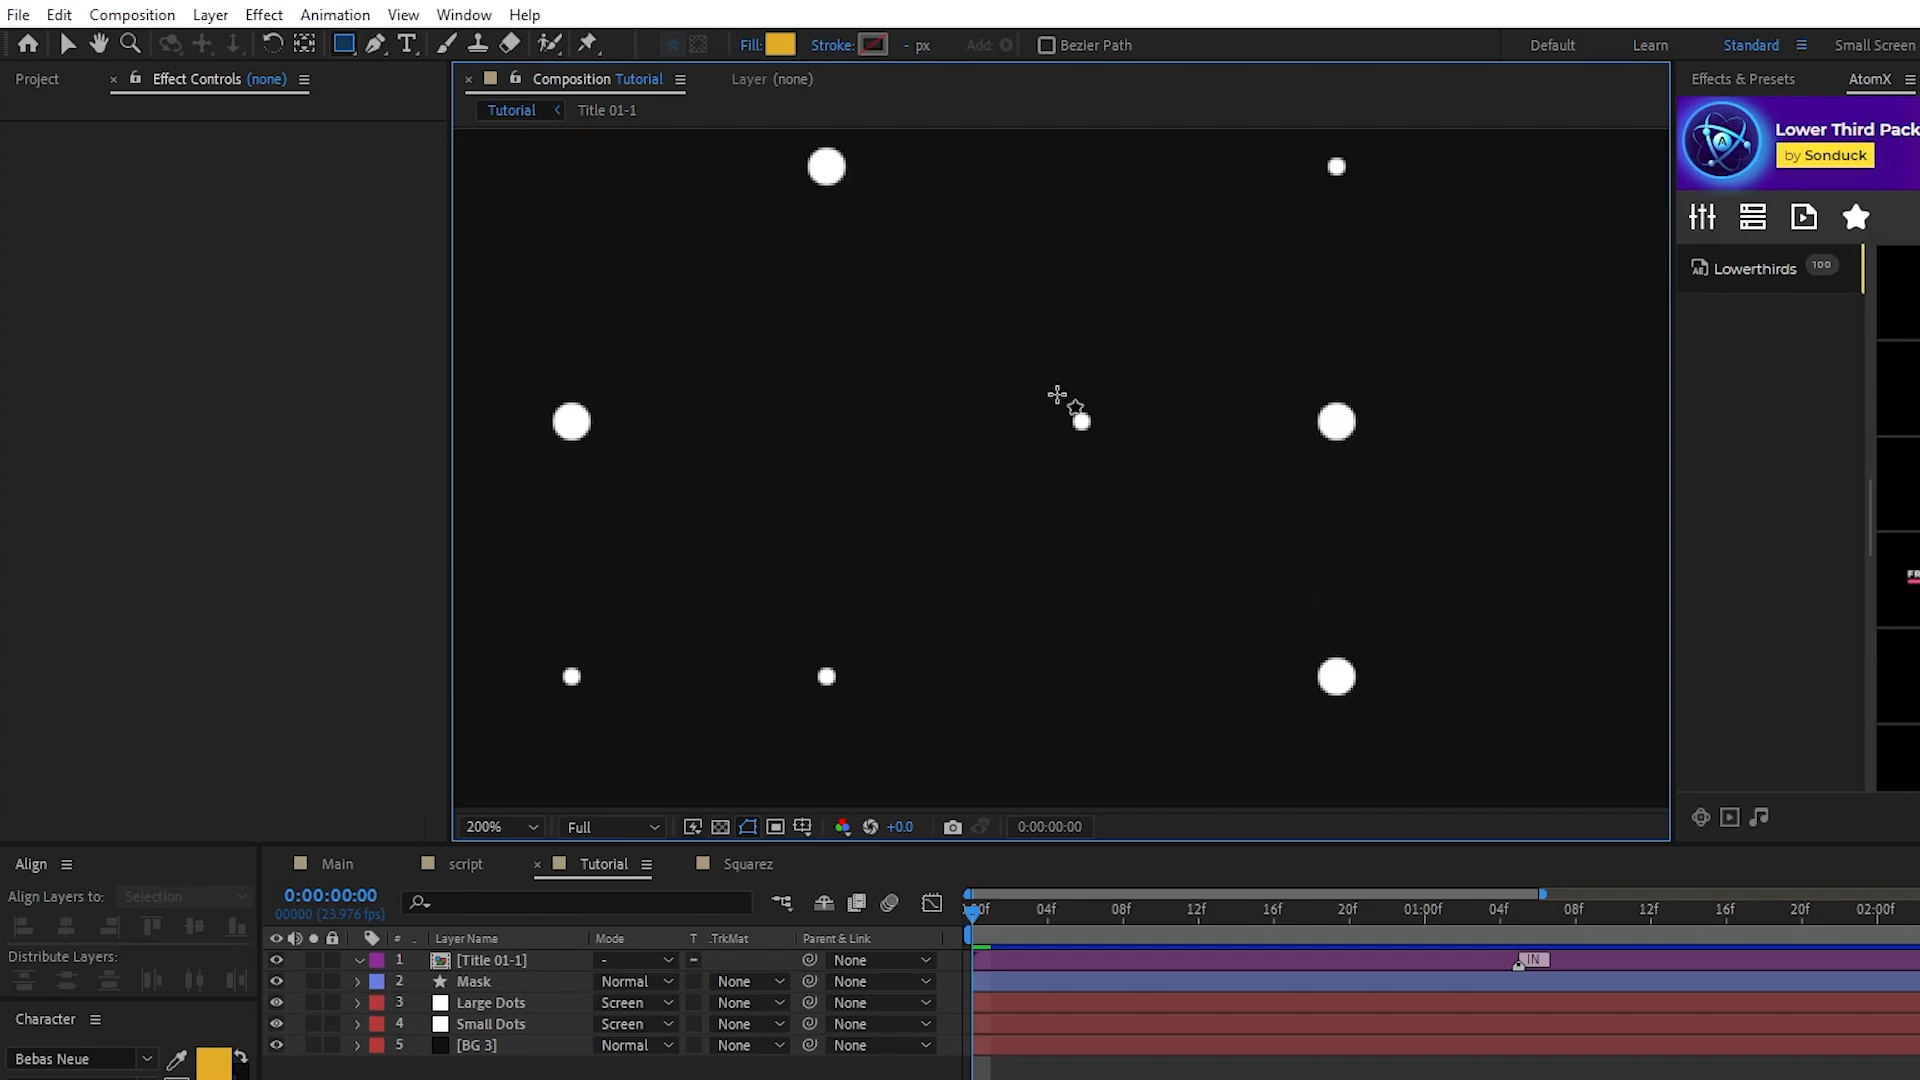 File Edit Composition Layer Effect Animation View Window Help
Fill: Stroke: - px Add: Bezier Path Default Learn Standard Small Screen
Project × Effect Controls (none) × Composition Tutorial Layer (none) Effects & Presets AtomX
Tutorial Title 01-1
Lower Third Pack
by Sonduck
Lowerthirds 100
FR
200% Full +0.0 0:00:00:00
Align Main script × Tutorial Squarez
Align Layers to: Selection 0:00:00:00
00000 (23.976 fps)
:00f 04f 08f 12f 16f 20f 01:00f 04f 08f 12f 16f 20f 02:00f
# . Layer Name Mode T .TrkMat Parent & Link
Distribute Layers: 1 [Title 01-1] - None IN
2 Mask Normal None None
3 Large Dots Screen None None
Character 4 Small Dots Screen None None
Bebas Neue 5 [BG 3] Normal None None